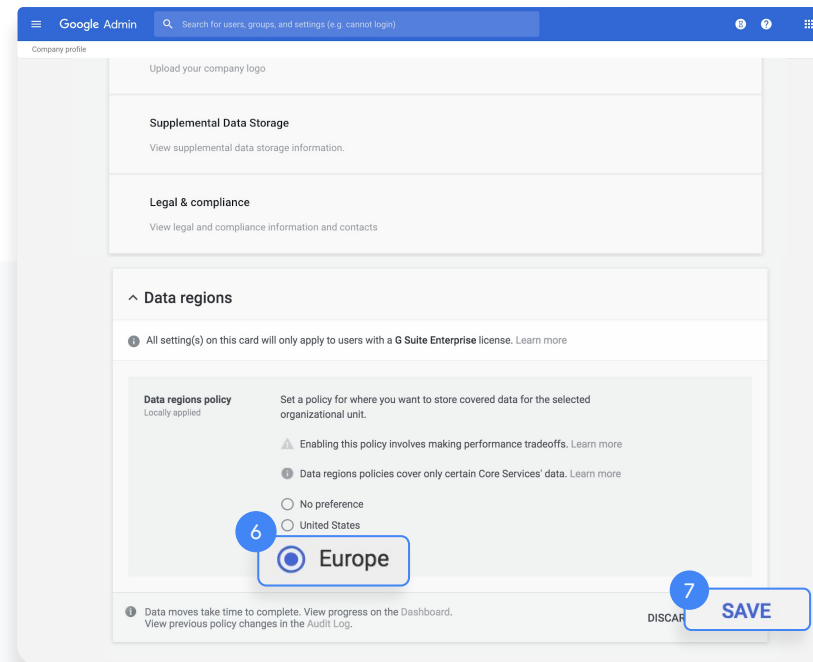 Google Admin
Search for users, groups, and settings (e.g. cannot login)
Company profile
Upload your company logo
Supplemental Data Storage
View supplemental data storage information.
Legal & compliance
View legal and compliance information and contacts
Data regions
All setting(s) on this card will only apply to users with a G Suite Enterprise license. Learn more
Data regions policy
Locally applied
Set a policy for where you want to store covered data for the selected
organizational unit.
Enabling this policy involves making performance tradeoffs. Learn more
Data regions policies cover only certain Core Services' data. Learn more
No preference
United States
6
Europe
Data moves take time to complete. View progress on the Dashboard.
View previous policy changes in the Audit Log.
DISCAR
7
SAVE